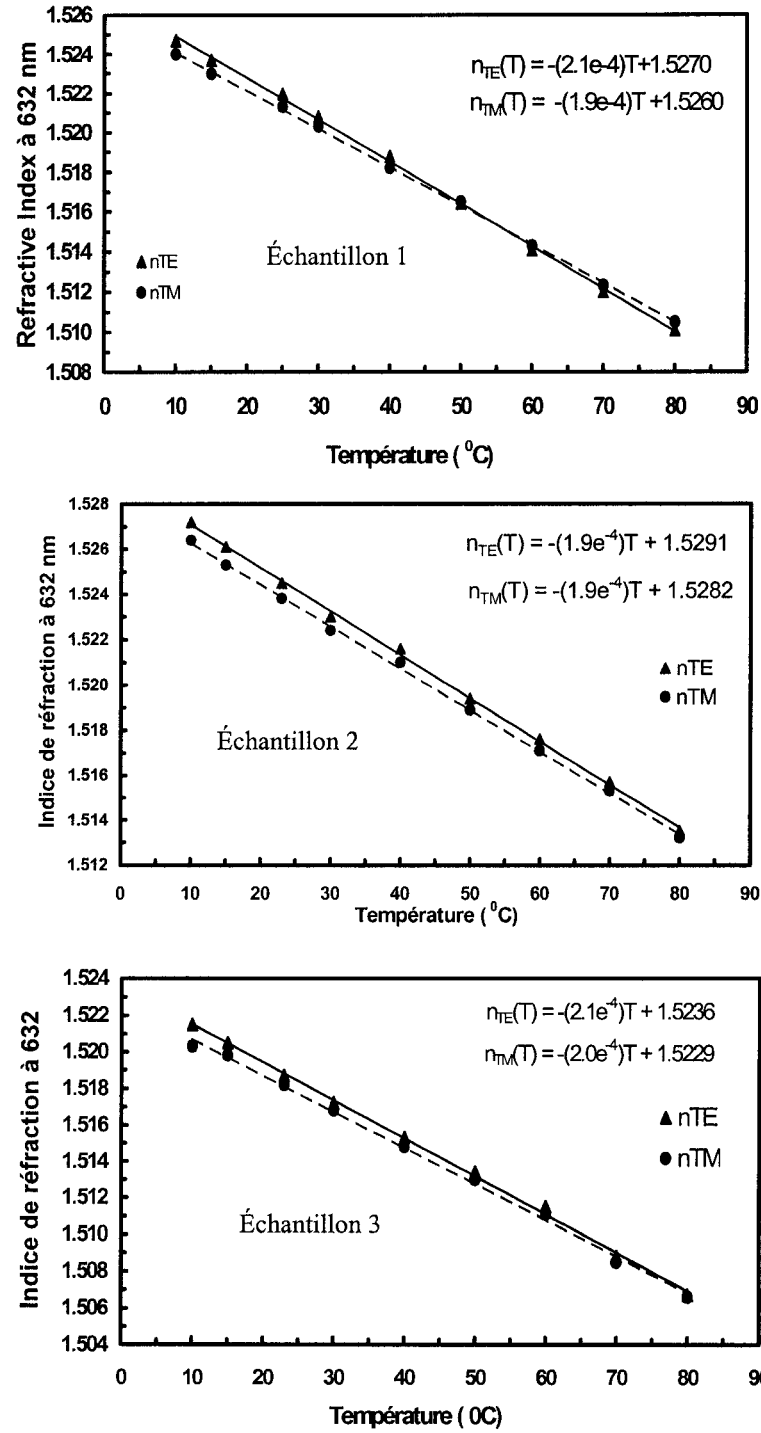 Refractive Index à 632 nm
1.526
1.524
1.522
1.520
1.518
1.516
1.514
1.512
1.510
1.508
n_TE(T) = -(2.1e-4)T+1.5270
n_TM(T) = -(1.9e-4)T +1.5260
Échantillon 1
nTE
nTM
0 10 20 30 40 50 60 70 80 90
Température ( ⁰C)
Indice de réfraction à 632 nm
1.528
1.526
1.524
1.522
1.520
1.518
1.516
1.514
1.512
n_TE(T) = -(1.9e⁻⁴)T + 1.5291
n_TM(T) = -(1.9e⁻⁴)T + 1.5282
nTE
nTM
Échantillon 2
0 10 20 30 40 50 60 70 80 90
Température ( ⁰C)
Indice de réfraction à 632
1.524
1.522
1.520
1.518
1.516
1.514
1.512
1.510
1.508
1.506
1.504
n_TE(T) = -(2.1e⁻⁴)T + 1.5236
n_TM(T) = -(2.0e⁻⁴)T + 1.5229
nTE
nTM
Échantillon 3
0 10 20 30 40 50 60 70 80 90
Température ( 0C)